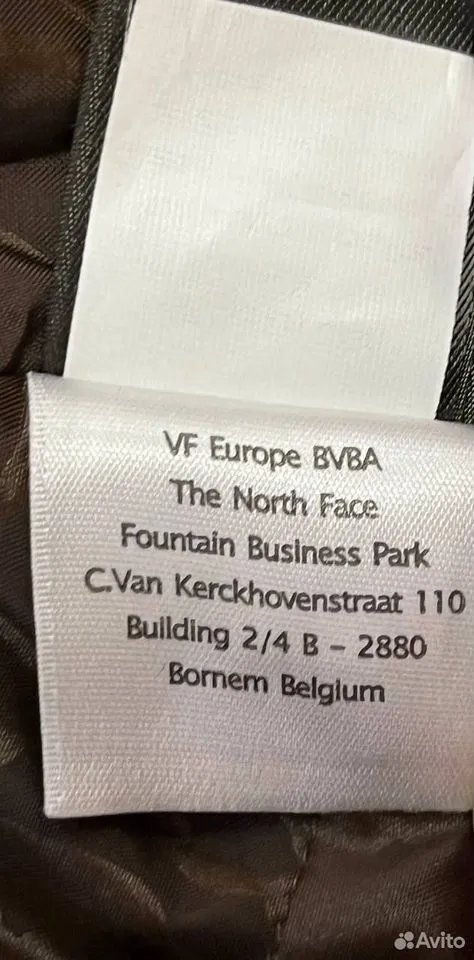 VF Europe BVBA
The North Face
Fountain Business Park
C.Van Kerckhovenstraat 110
Building 2/4 B - 2880
Bornem Belgium
Avito